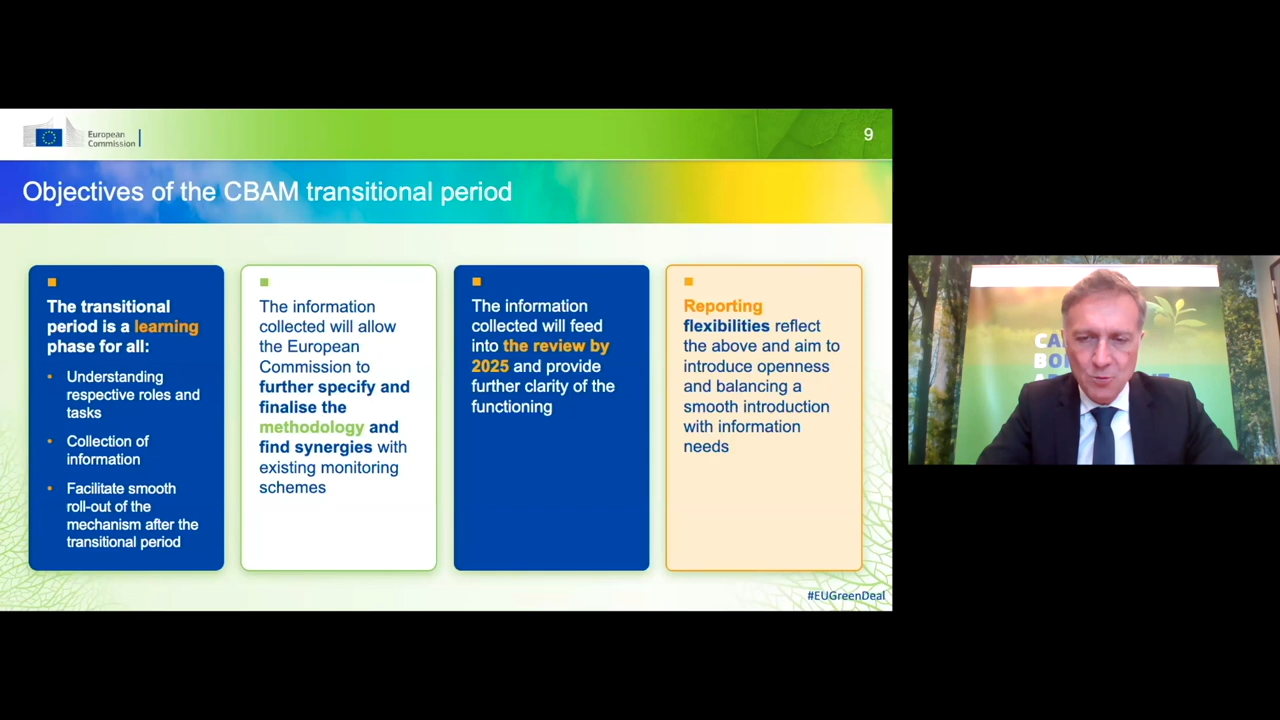 European
Commission
9
Objectives of the CBAM transitional period
The transitional
period is a learning
phase for all:
• Understanding
respective roles and
tasks
• Collection of
information
• Facilitate smooth
roll-out of the
mechanism after the
transitional period
The information
collected will allow
the European
Commission to
further specify and
finalise the
methodology and
find synergies with
existing monitoring
schemes
The information
collected will feed
into the review by
2025 and provide
further clarity of the
functioning
Reporting
flexibilities reflect
the above and aim to
introduce openness
and balancing a
smooth introduction
with information
needs
#EUGreenDeal